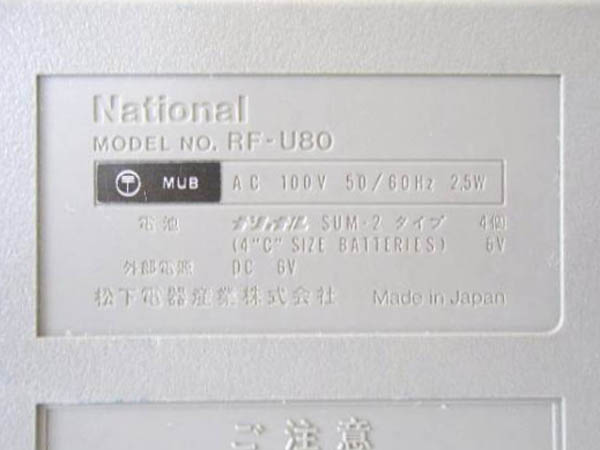 National
MODEL NO. RF-U80
〒 MUB AC 100V 50/60Hz 2.5W
電池 ナショナル SUM-2 タイプ 4個
(4"C" SIZE BATTERIES) 6V
外部電源 DC 6V
松下電器産業株式会社 Made in Japan
ご注意